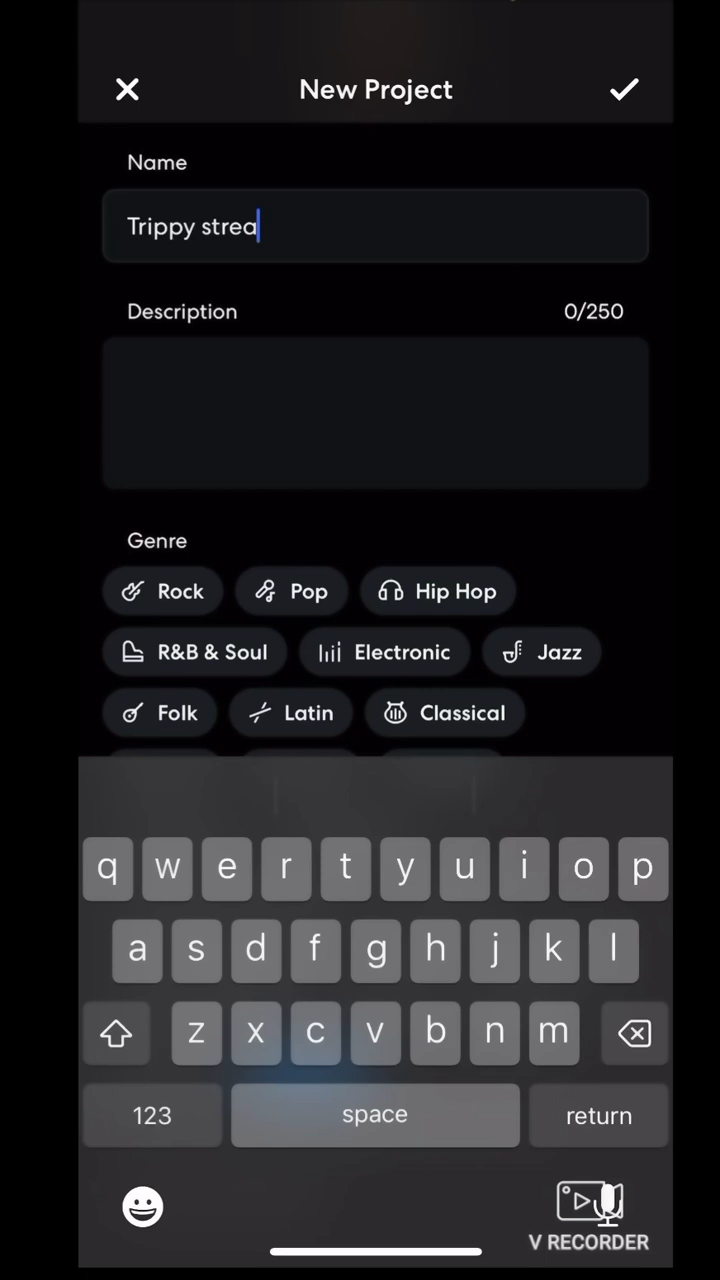 New Project
Name
Trippy strea
Description 0/250
Genre
Rock Pop Hip Hop
R&B & Soul Electronic Jazz
Folk Latin Classical
q w e r t y u i o p
a s d f g h j k l
z x c v b n m
123 space return
V RECORDER